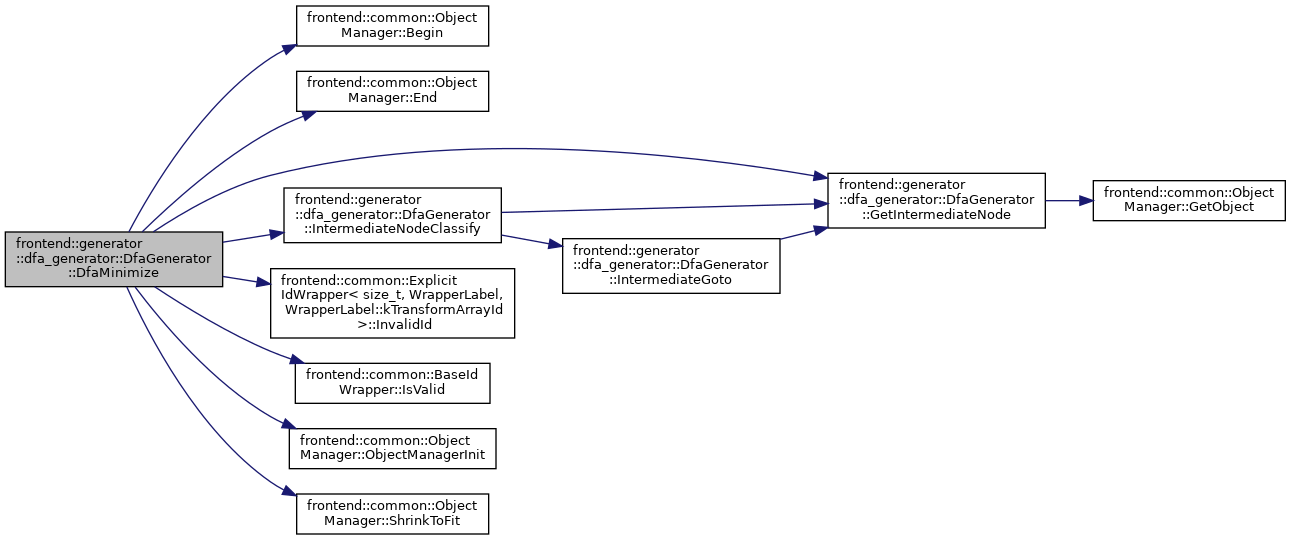 frontend::common::Object
Manager::Begin
frontend::common::Object
Manager::End
frontend::generator
::dfa_generator::DfaGenerator
::GetIntermediateNode
frontend::common::Object
Manager::GetObject
frontend::generator
::dfa_generator::DfaGenerator
::IntermediateNodeClassify
frontend::generator
::dfa_generator::DfaGenerator
::DfaMinimize
frontend::generator
::dfa_generator::DfaGenerator
::IntermediateGoto
frontend::common::Explicit
IdWrapper< size_t, WrapperLabel,
WrapperLabel::kTransformArrayId
>::InvalidId
frontend::common::BaseId
Wrapper::IsValid
frontend::common::Object
Manager::ObjectManagerInit
frontend::common::Object
Manager::ShrinkToFit